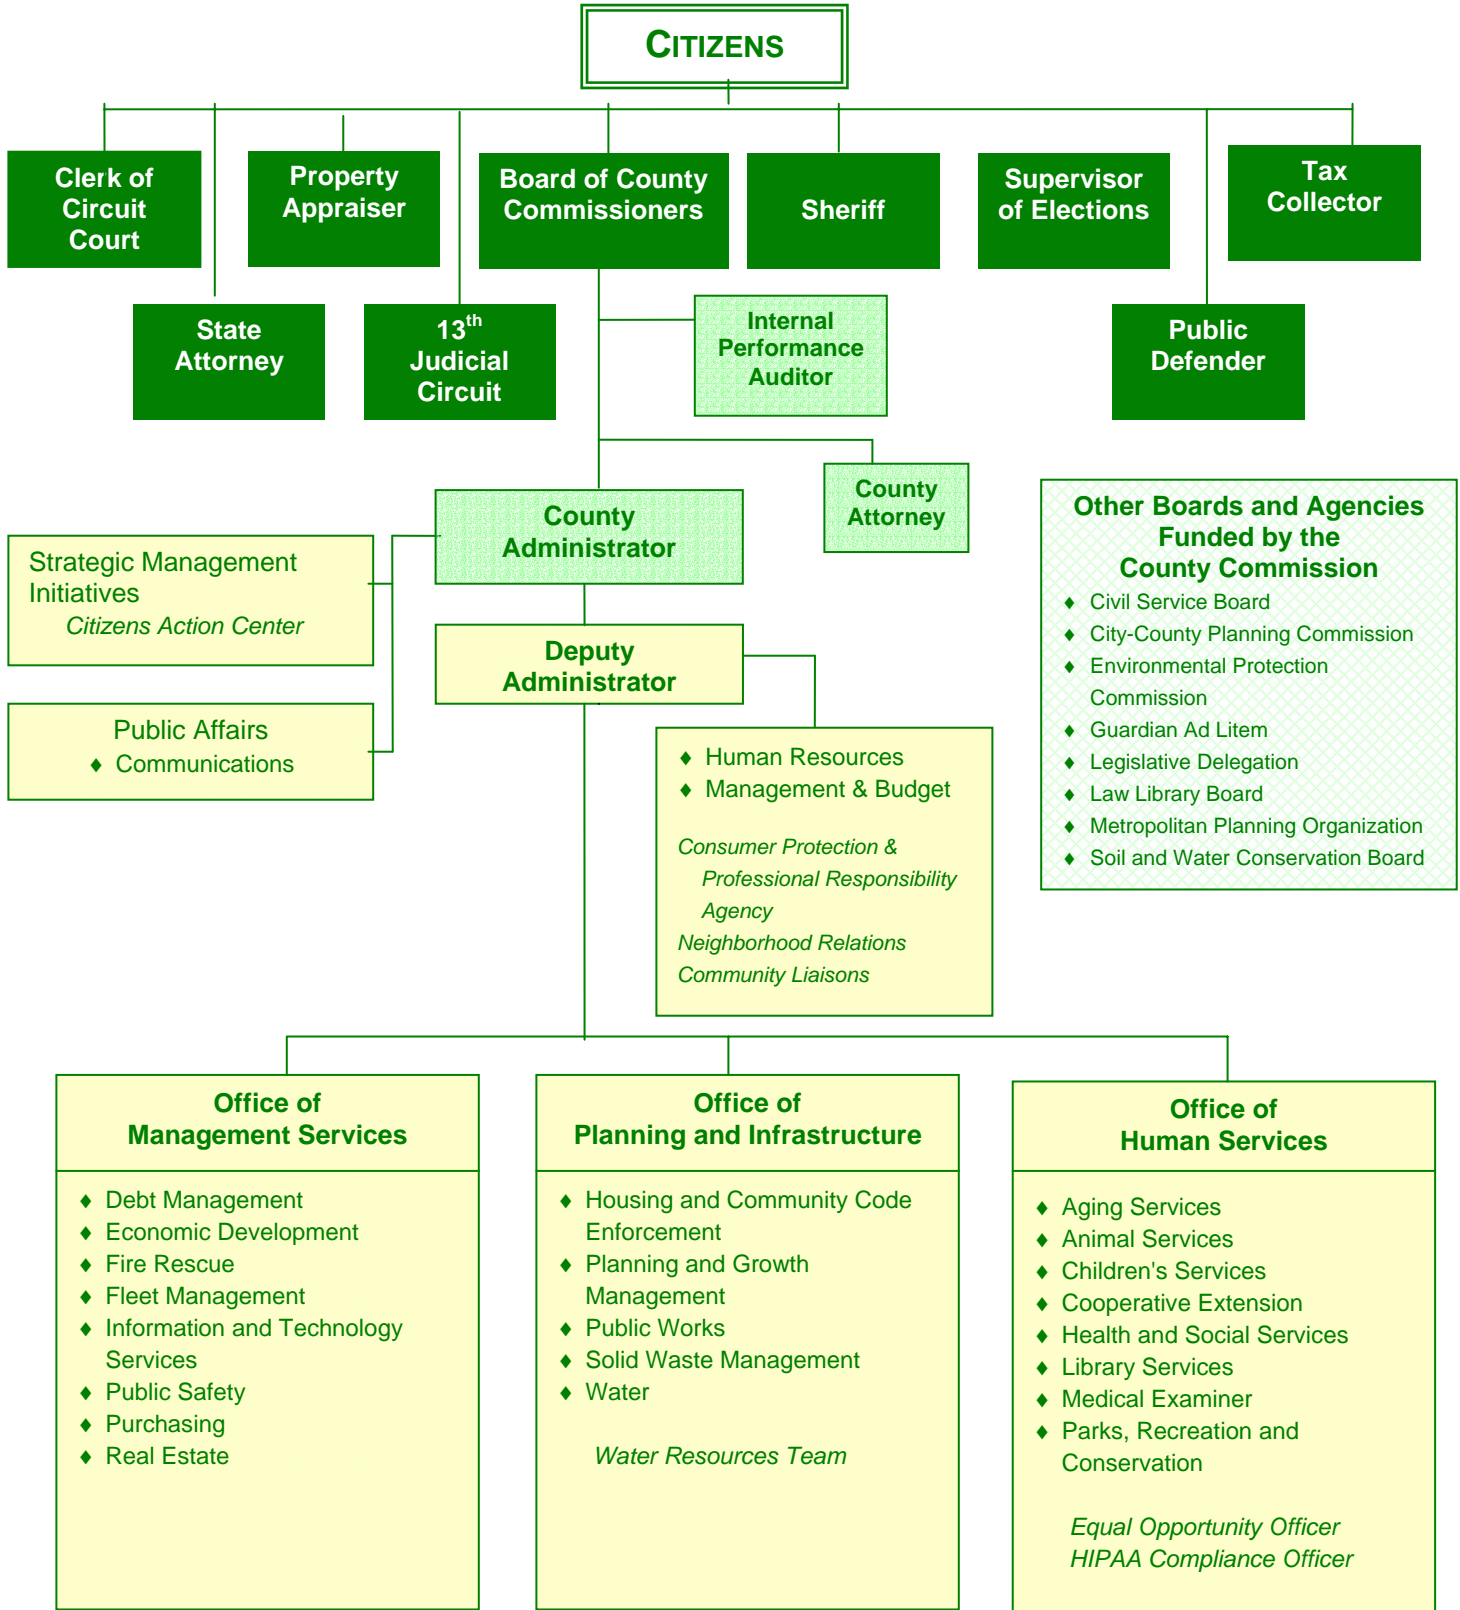 CITIZENS
Clerk of
Circuit
Court
Property
Appraiser
Board of County
Commissioners
Sheriff
Supervisor
of Elections
Tax
Collector
State
Attorney
13th
Judicial
Circuit
Internal
Performance
Auditor
Public
Defender
County
Attorney
County
Administrator
Other Boards and Agencies
Funded by the
County Commission
♦ Civil Service Board
♦ City-County Planning Commission
♦ Environmental Protection
Commission
♦ Guardian Ad Litem
♦ Legislative Delegation
♦ Law Library Board
♦ Metropolitan Planning Organization
♦ Soil and Water Conservation Board
Strategic Management
Initiatives
Citizens Action Center
Deputy
Administrator
Public Affairs
♦ Communications
♦ Human Resources
♦ Management & Budget
Consumer Protection &
Professional Responsibility
Agency
Neighborhood Relations
Community Liaisons
Office of
Management Services
♦ Debt Management
♦ Economic Development
♦ Fire Rescue
♦ Fleet Management
♦ Information and Technology
Services
♦ Public Safety
♦ Purchasing
♦ Real Estate
Office of
Planning and Infrastructure
♦ Housing and Community Code
Enforcement
♦ Planning and Growth
Management
♦ Public Works
♦ Solid Waste Management
♦ Water
Water Resources Team
Office of
Human Services
♦ Aging Services
♦ Animal Services
♦ Children's Services
♦ Cooperative Extension
♦ Health and Social Services
♦ Library Services
♦ Medical Examiner
♦ Parks, Recreation and
Conservation
Equal Opportunity Officer
HIPAA Compliance Officer